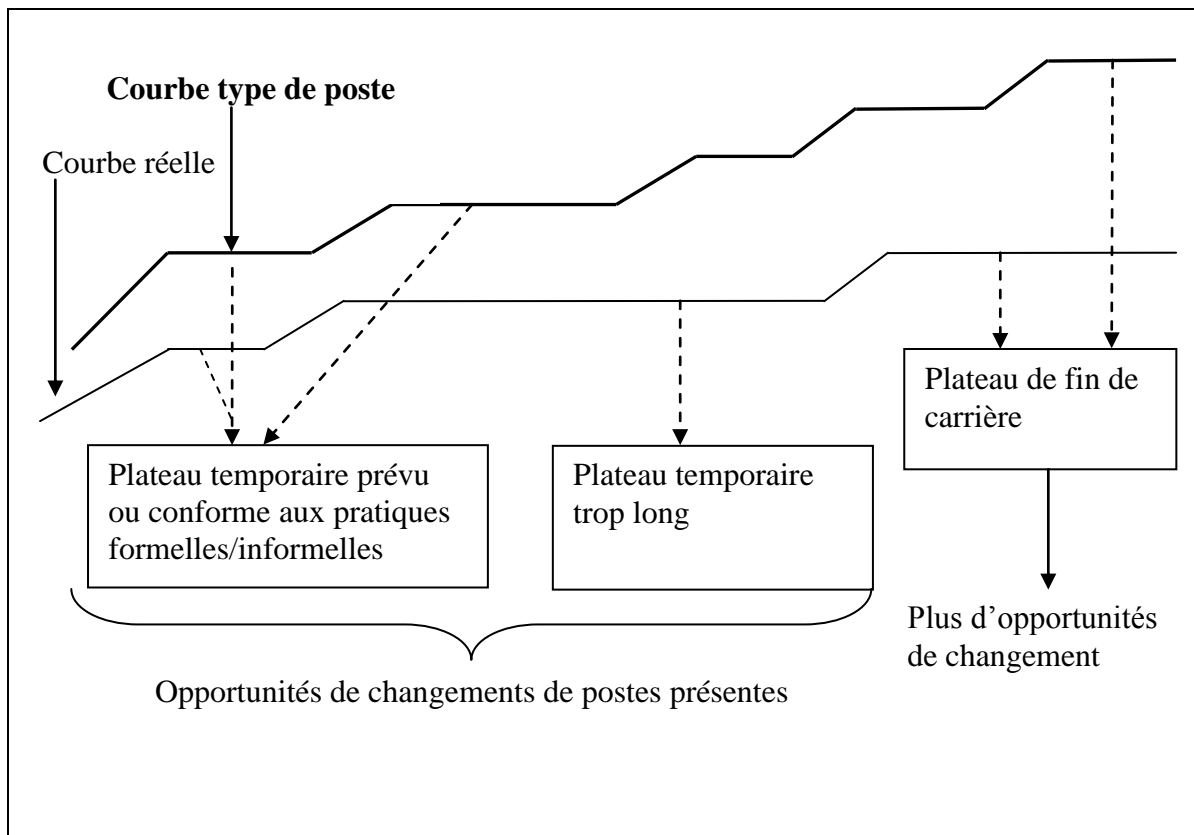 Courbe type de poste
Courbe réelle
Plateau temporaire prévu
ou conforme aux pratiques
formelles/informelles
Plateau temporaire
trop long
Plateau de fin de
carrière
Opportunités de changements de postes présentes
Plus d’opportunités
de changement